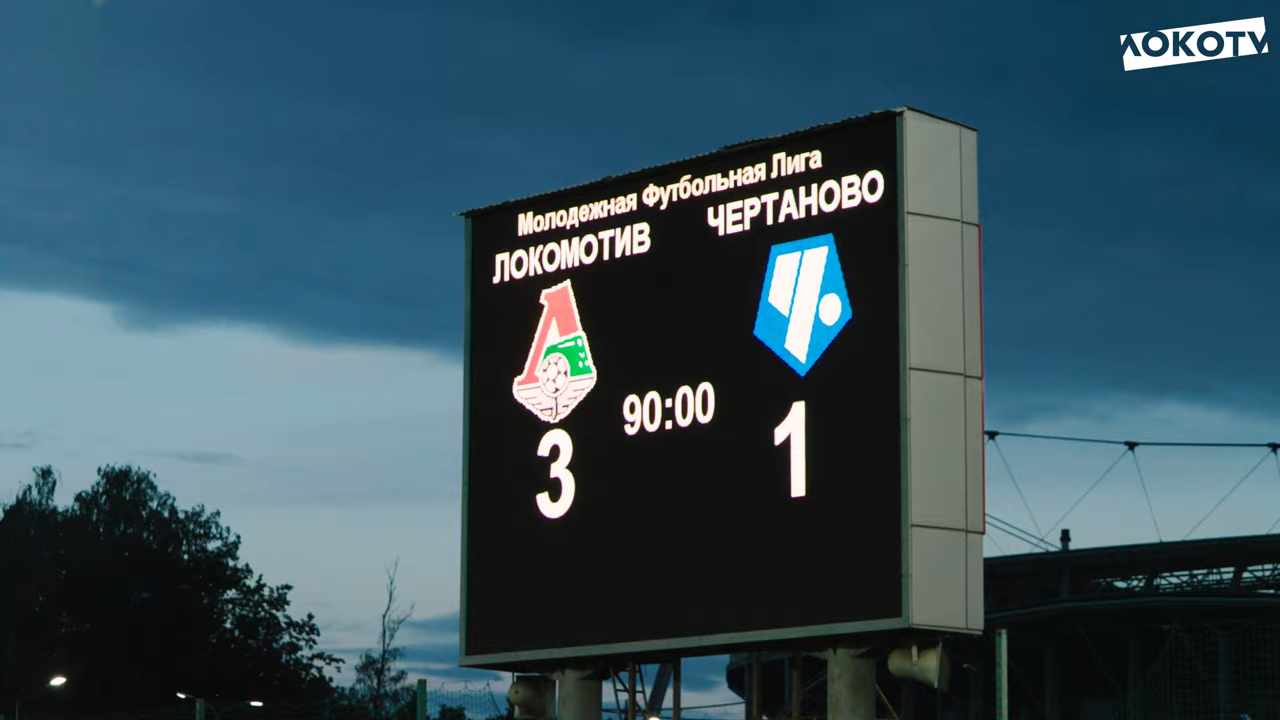 ЛОКОTV
Молодежная Футбольная Лига
ЛОКОМОТИВ ЧЕРТАНОВО
90:00
3 1